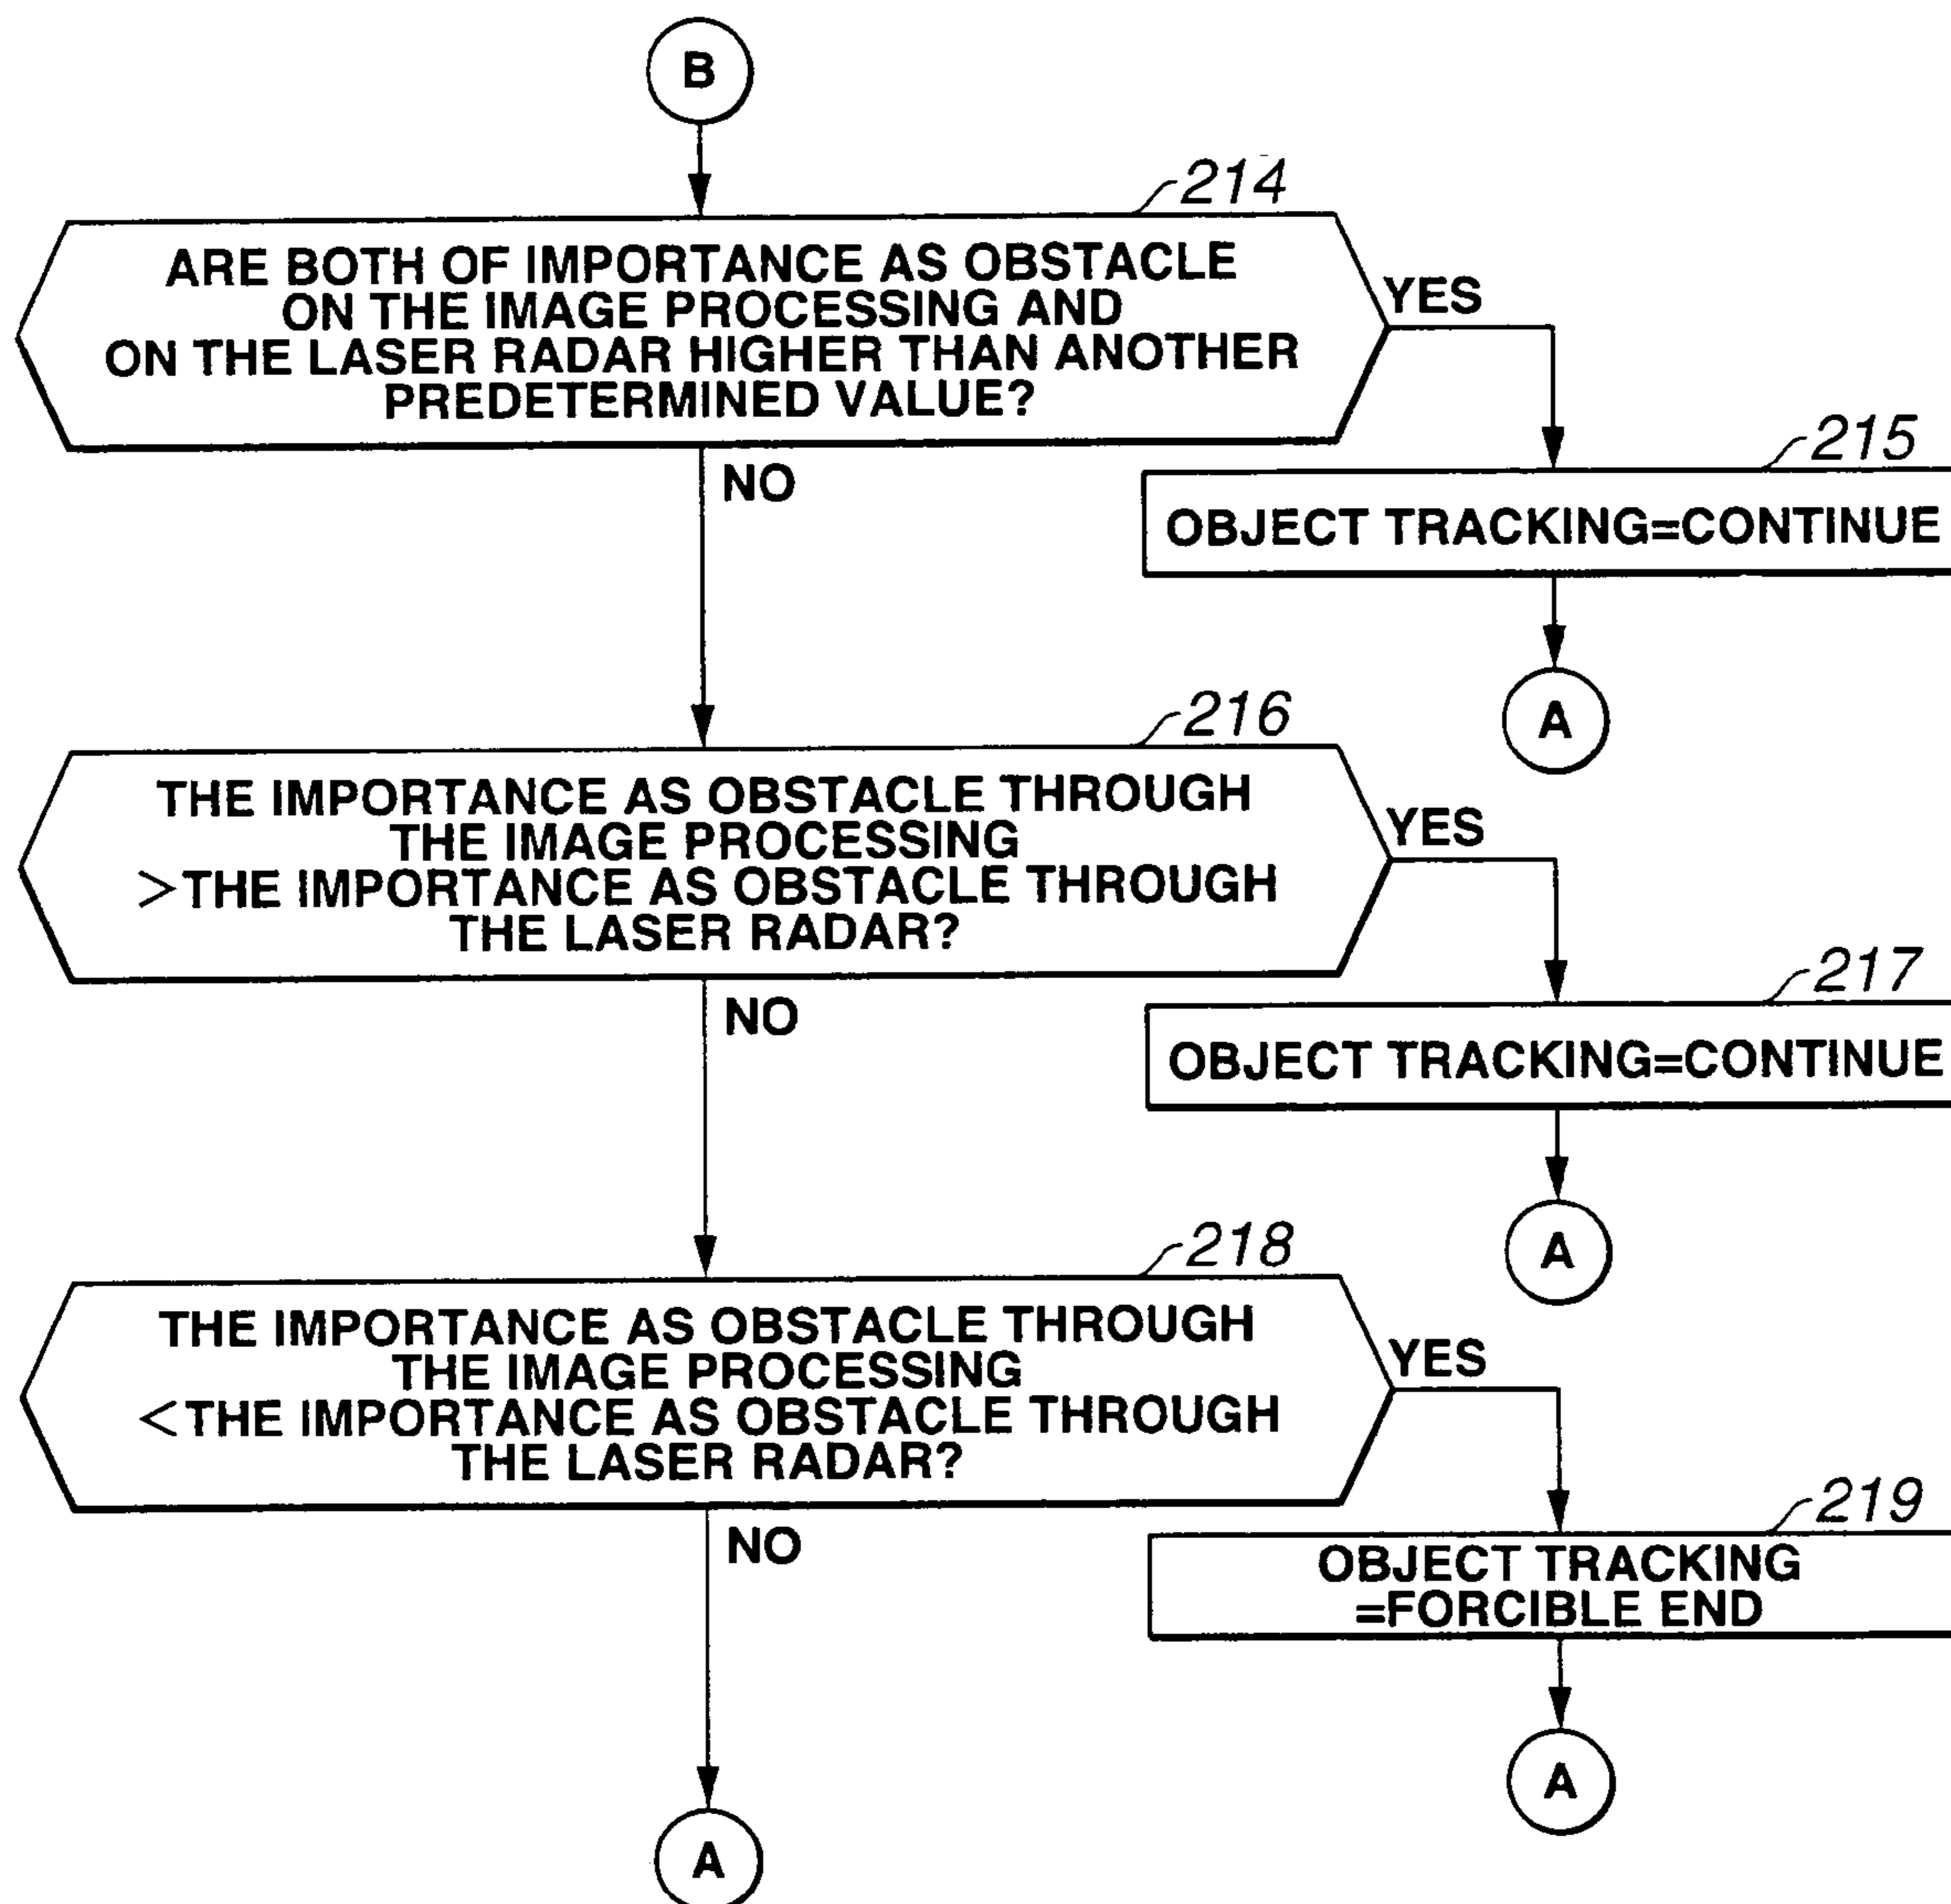 B
214
ARE BOTH OF IMPORTANCE AS OBSTACLE
ON THE IMAGE PROCESSING AND
ON THE LASER RADAR HIGHER THAN ANOTHER
PREDETERMINED VALUE?
YES
NO
215
OBJECT TRACKING=CONTINUE
A
216
THE IMPORTANCE AS OBSTACLE THROUGH
THE IMAGE PROCESSING
>THE IMPORTANCE AS OBSTACLE THROUGH
THE LASER RADAR?
YES
NO
217
OBJECT TRACKING=CONTINUE
A
218
THE IMPORTANCE AS OBSTACLE THROUGH
THE IMAGE PROCESSING
<THE IMPORTANCE AS OBSTACLE THROUGH
THE LASER RADAR?
YES
NO
219
OBJECT TRACKING
=FORCIBLE END
A
A